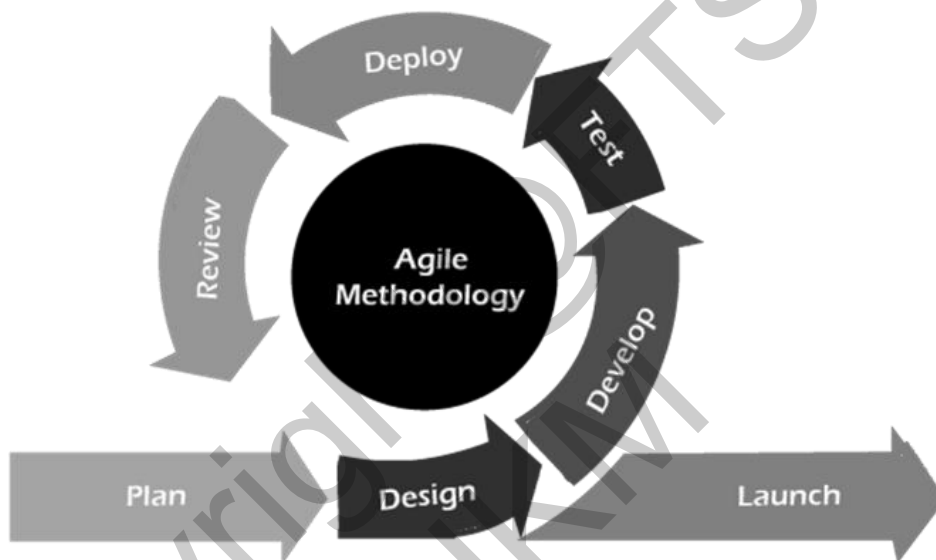 Deploy
Test
Review
Agile
Methodology
Develop
Plan
Design
Launch